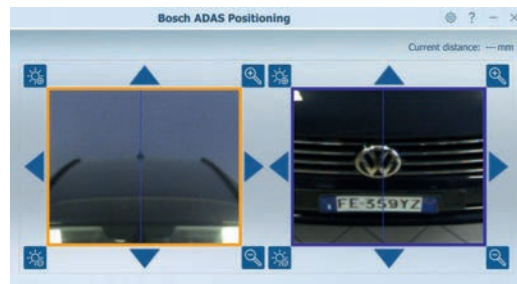 Bosch ADAS Positioning
? - ×
Current distance: --- mm
FE-559YZ